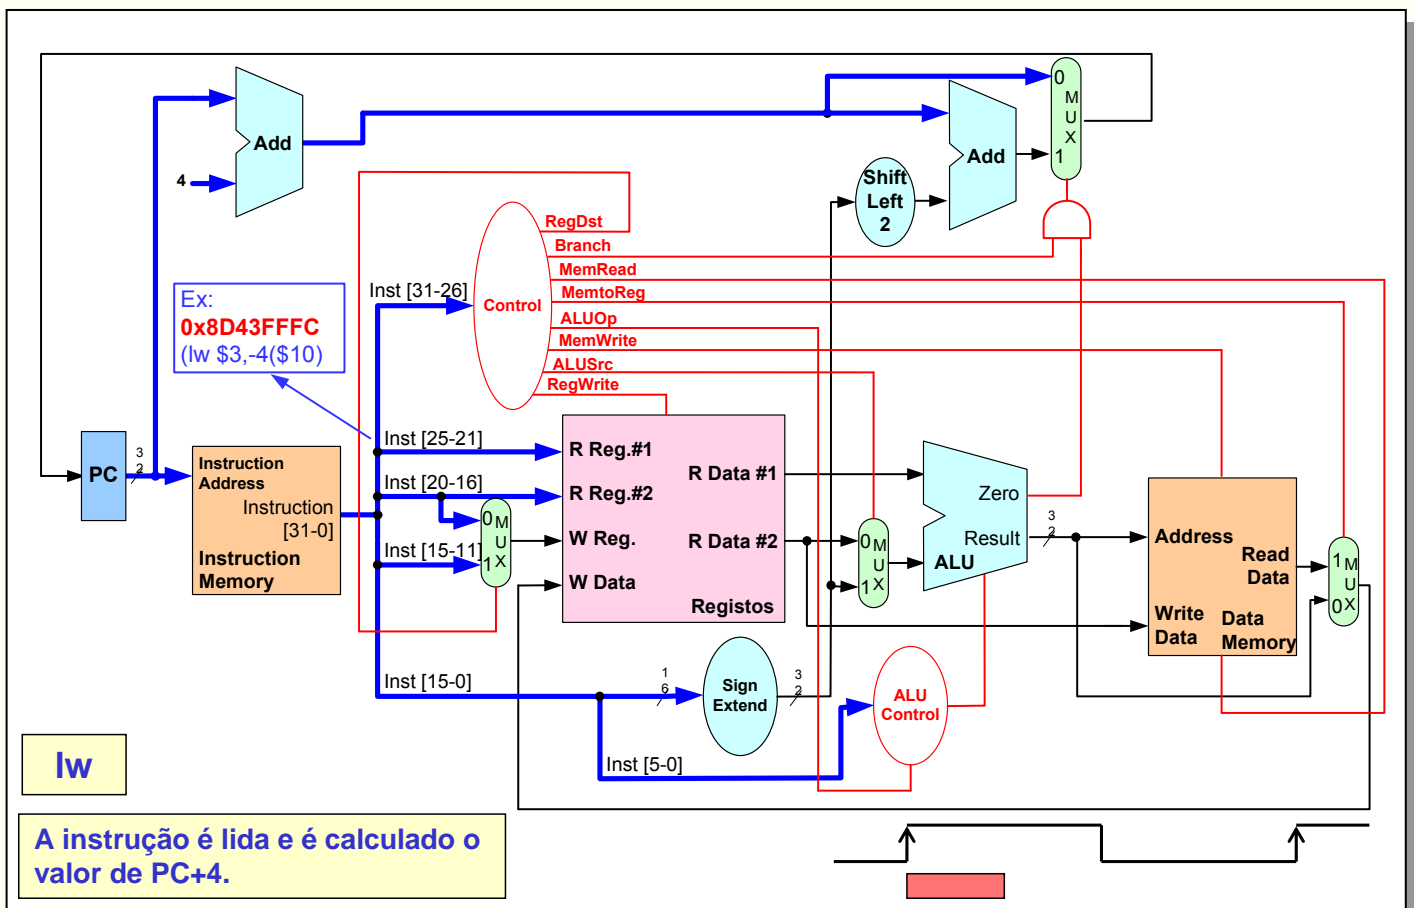 0
M
U
X
1
Add
4
Add
Shift
Left
2
RegDst
Branch
MemRead
MemtoReg
ALUOp
MemWrite
ALUSrc
RegWrite
Control
Inst [31-26]
Ex:
0x8D43FFFC
(lw $3,-4($10)
PC
32
Instruction
Address
Instruction
[31-0]
Instruction
Memory
Inst [25-21]
Inst [20-16]
Inst [15-11]
0
M
U
X
1
R Reg.#1
R Reg.#2
W Reg.
W Data
R Data #1
R Data #2
Registos
0
M
U
X
1
Zero
Result
ALU
32
Address
Read
Data
Write
Data
Data
Memory
1
M
U
X
0
Inst [15-0]
16
Sign
Extend
32
ALU
Control
Inst [5-0]
lw
A instrução é lida e é calculado o
valor de PC+4.